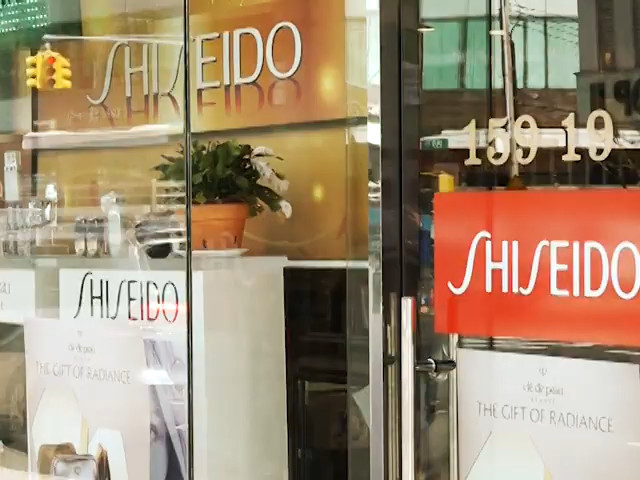 SHISEIDO
159-19
SHISEIDO
SHISEIDO
clé de peau
BEAUTÉ
THE GIFT OF RADIANCE
clé de peau
BEAUTÉ
THE GIFT OF RADIANCE